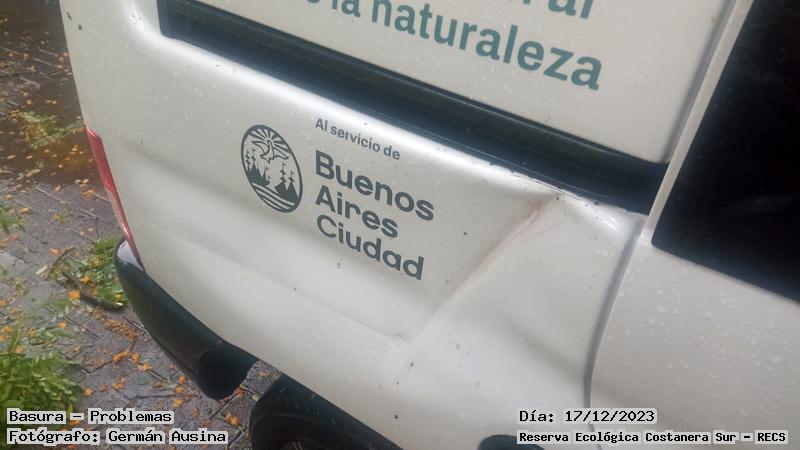 la naturaleza
Al servicio de
Buenos
Aires
Ciudad
Basura - Problemas
Fotógrafo: Germán Ausina
Día: 17/12/2023
Reserva Ecológica Costanera Sur - RECS